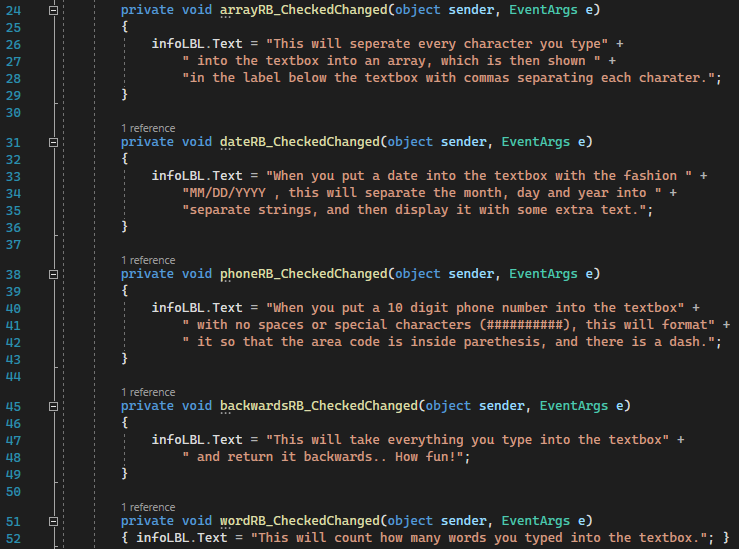 24 private void arrayRB_CheckedChanged(object sender, EventArgs e)
25 {
26 infoLBL.Text = "This will seperate every character you type" +
27 " into the textbox into an array, which is then shown " +
28 "in the label below the textbox with commas separating each charater.";
29 }
30
1 reference
31 private void dateRB_CheckedChanged(object sender, EventArgs e)
32 {
33 infoLBL.Text = "When you put a date into the textbox with the fashion " +
34 "MM/DD/YYYY , this will separate the month, day and year into " +
35 "separate strings, and then display it with some extra text.";
36 }
37
1 reference
38 private void phoneRB_CheckedChanged(object sender, EventArgs e)
39 {
40 infoLBL.Text = "When you put a 10 digit phone number into the textbox" +
41 " with no spaces or special characters (##########), this will format" +
42 " it so that the area code is inside parethesis, and there is a dash.";
43 }
44
1 reference
45 private void backwardsRB_CheckedChanged(object sender, EventArgs e)
46 {
47 infoLBL.Text = "This will take everything you type into the textbox" +
48 " and return it backwards.. How fun!";
49 }
50
1 reference
51 private void wordRB_CheckedChanged(object sender, EventArgs e)
52 { infoLBL.Text = "This will count how many words you typed into the textbox."; }